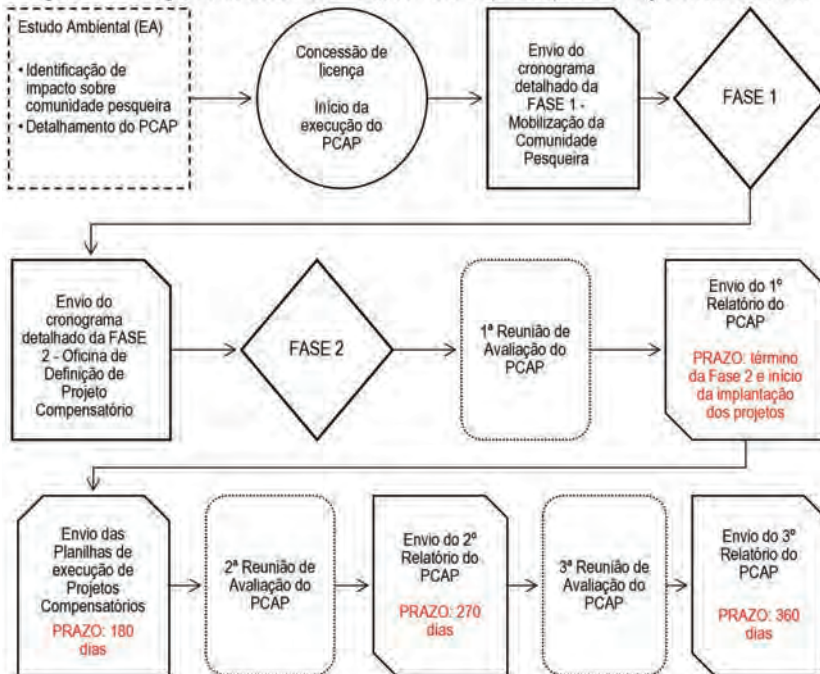 Estudo Ambiental (EA)
• Identificação de
impacto sobre
comunidade pesqueira
• Detalhamento do PCAP
Concessão de
licença
Início da
execução do
PCAP
Envio do
cronograma
detalhado da
FASE 1 -
Mobilização da
Comunidade
Pesqueira
FASE 1
Envio do
cronograma
detalhado da FASE
2 - Oficina de
Definição de
Projeto
Compensatório
FASE 2
1ª Reunião de
Avaliação do
PCAP
Envio do 1º
Relatório do
PCAP
PRAZO: término
da Fase 2 e início
da implantação
dos projetos
Envio das
Planilhas de
execução de
Projetos
Compensatórios
PRAZO: 180
dias
2ª Reunião de
Avaliação do
PCAP
Envio do 2º
Relatório do
PCAP
PRAZO: 270
dias
3ª Reunião de
Avaliação do
PCAP
Envio do 3º
Relatório do
PCAP
PRAZO: 360
dias